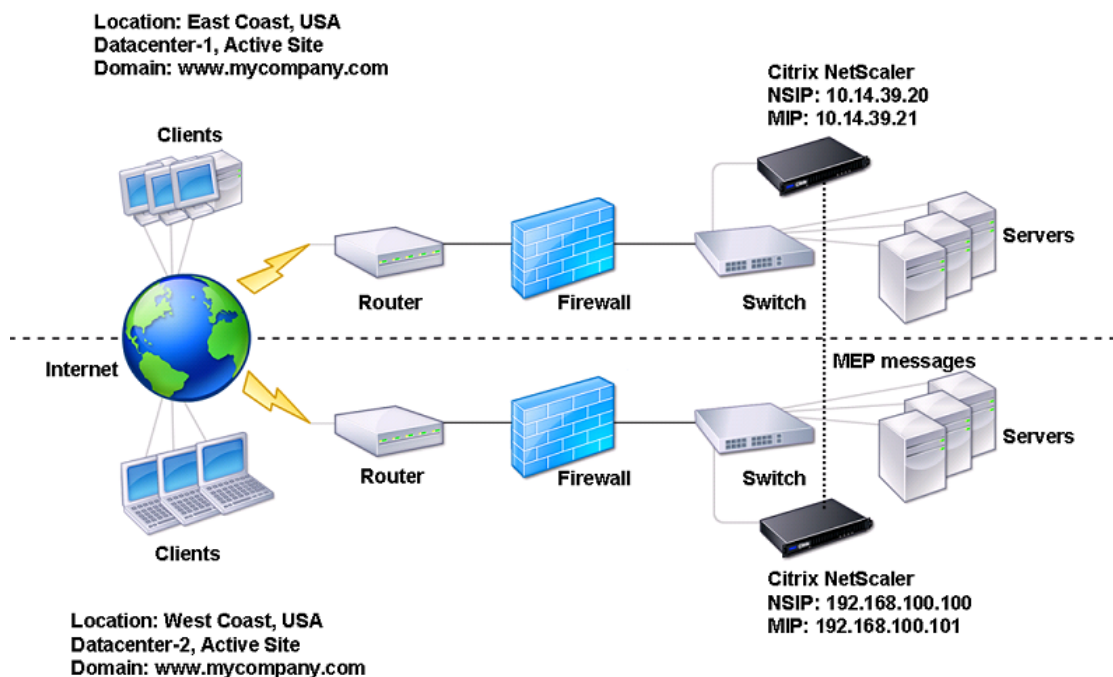 Location: East Coast, USA
Datacenter-1, Active Site
Domain: www.mycompany.com
Citrix NetScaler
NSIP: 10.14.39.20
MIP: 10.14.39.21
Clients
Servers
Router
Firewall
Switch
Internet
MEP messages
Servers
Router
Firewall
Switch
Clients
Citrix NetScaler
NSIP: 192.168.100.100
MIP: 192.168.100.101
Location: West Coast, USA
Datacenter-2, Active Site
Domain: www.mycompany.com